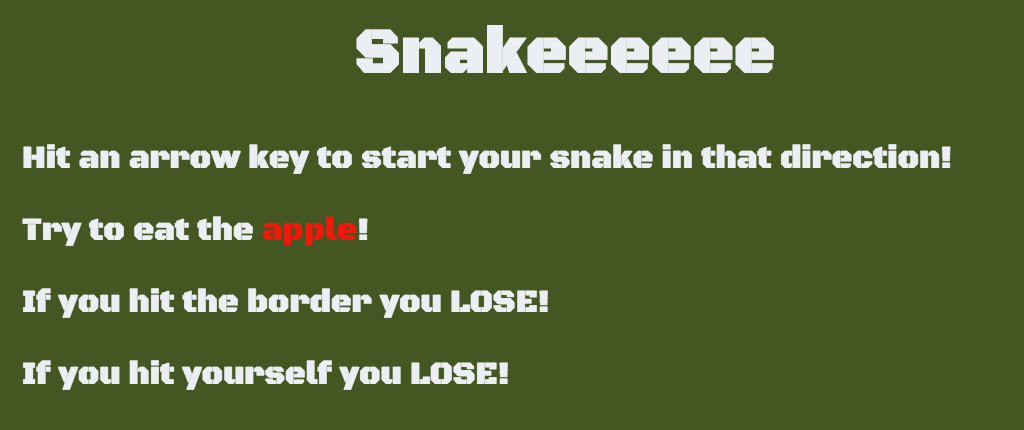 Snakeeeeee
Hit an arrow key to start your snake in that direction!
Try to eat the apple!
If you hit the border you LOSE!
If you hit yourself you LOSE!